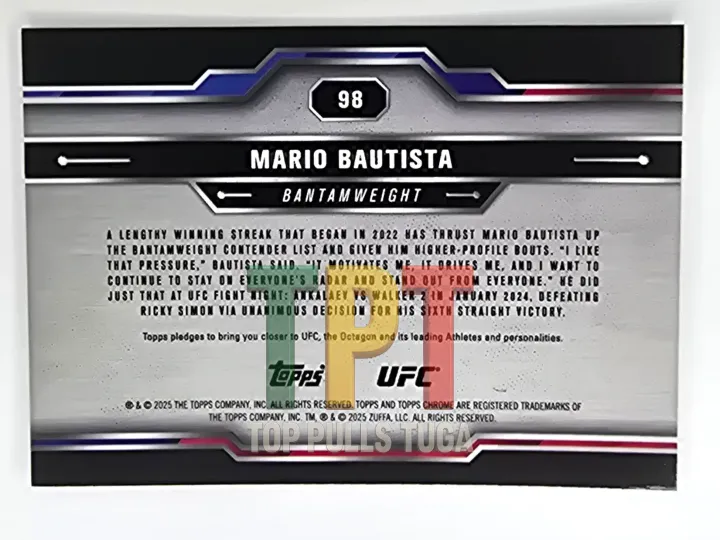 98
MARIO BAUTISTA
BANTAMWEIGHT
A LENGTHY WINNING STREAK THAT BEGAN IN 2022 HAS THRUST MARIO BAUTISTA UP
THE BANTAMWEIGHT CONTENDER LIST AND GIVEN HIM HIGHER-PROFILE BOUTS. "I LIKE
THAT PRESSURE," BAUTISTA SAID. "IT MOTIVATES ME, IT DRIVES ME, AND I WANT TO
CONTINUE TO STAY ON EVERYONE'S RADAR AND STAND OUT FROM EVERYONE." HE DID
JUST THAT AT UFC FIGHT NIGHT: ANKALAEV VS WALKER 2 IN JANUARY 2024, DEFEATING
RICKY SIMON VIA UNANIMOUS DECISION FOR HIS SIXTH STRAIGHT VICTORY.
Topps pledges to bring you closer to UFC, the Octagon and its leading Athletes and personalities.
TPT
Topps UFC
® & © 2025 THE TOPPS COMPANY, INC. ALL RIGHTS RESERVED. TOPPS AND TOPPS CHROME ARE REGISTERED TRADEMARKS OF
THE TOPPS COMPANY, INC. TM, ® & © 2025 ZUFFA, LLC. ALL RIGHTS RESERVED.
TOP PULLS TUGA